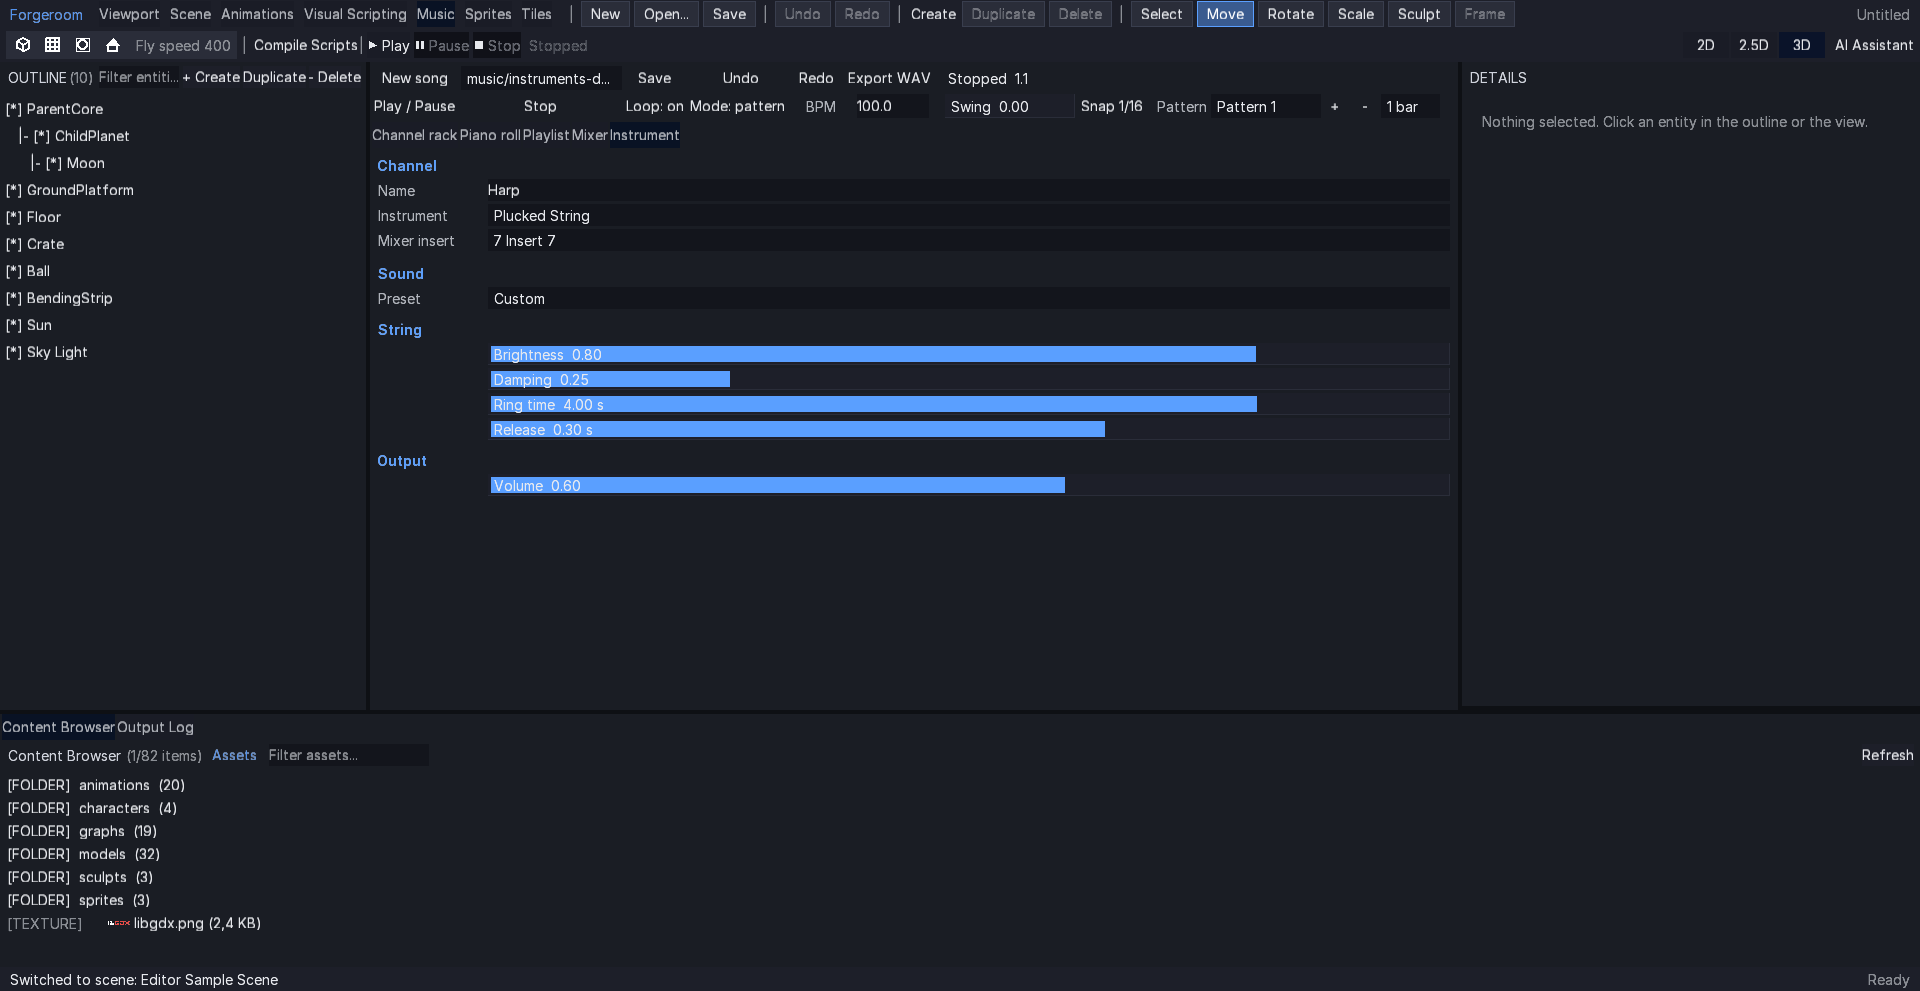 Forgeroom Viewport Scene Animations Visual Scripting Music Sprites Tiles | New Open... Save | Undo Redo | Create Duplicate Delete | Select Move Rotate Scale Sculpt Frame Untitled
Fly speed 400 | Compile Scripts | Play Pause Stop Stopped 2D 2.5D 3D AI Assistant
OUTLINE (10) Filter entiti... + Create Duplicate - Delete
[*] ParentCore
|- [*] ChildPlanet
|- [*] Moon
[*] GroundPlatform
[*] Floor
[*] Crate
[*] Ball
[*] BendingStrip
[*] Sun
[*] Sky Light
New song music/instruments-d... Save Undo Redo Export WAV Stopped 1.1
Play / Pause Stop Loop: on Mode: pattern BPM 100.0 Swing 0.00 Snap 1/16 Pattern Pattern 1 + - 1 bar
Channel rack Piano roll Playlist Mixer Instrument
Channel
Name Harp
Instrument Plucked String
Mixer insert 7 Insert 7
Sound
Preset Custom
String
Brightness 0.80
Damping 0.25
Ring time 4.00 s
Release 0.30 s
Output
Volume 0.60
DETAILS
Nothing selected. Click an entity in the outline or the view.
Content Browser Output Log
Content Browser (1/82 items) Assets Filter assets... Refresh
[FOLDER] animations (20)
[FOLDER] characters (4)
[FOLDER] graphs (19)
[FOLDER] models (32)
[FOLDER] sculpts (3)
[FOLDER] sprites (3)
[TEXTURE] libgdx.png (2,4 KB)
Switched to scene: Editor Sample Scene Ready